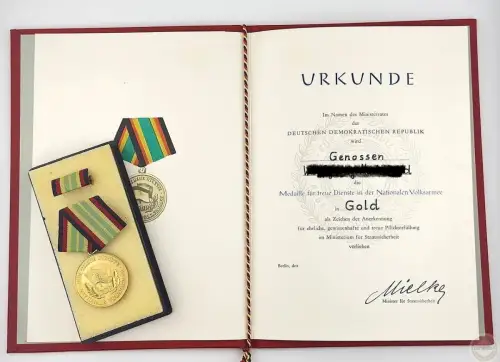 URKUNDE
Im Namen des Ministerrates
der
DEUTSCHEN DEMOKRATISCHEN REPUBLIK
wird
Genossen
die
Medaille für treue Dienste in der Nationalen Volksarmee
in
Gold
als Zeichen der Anerkennung
für ehrliche, gewissenhafte und treue Pflichterfüllung
im Ministerium für Staatssicherheit
verliehen
Berlin, den
Mielke
Minister für Staatssicherheit